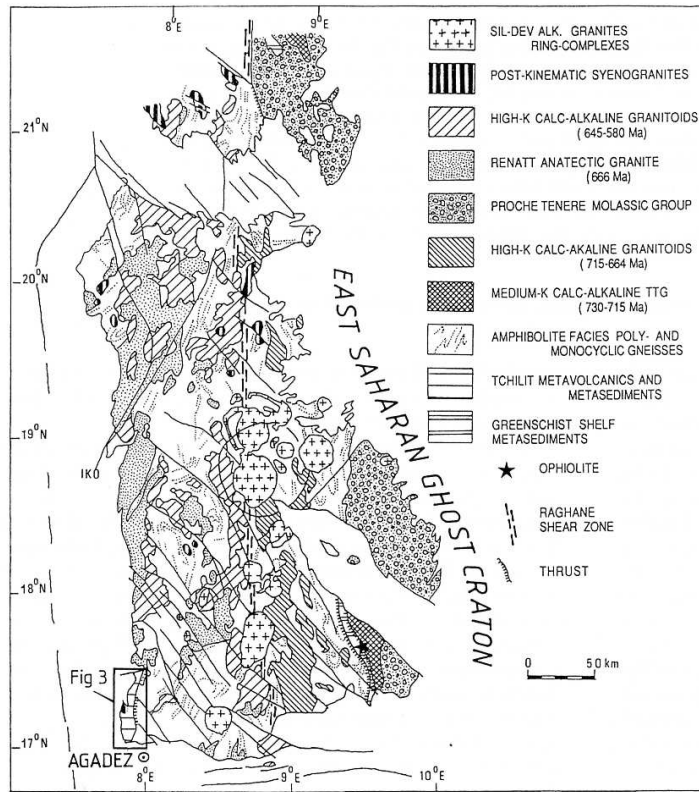 8°E
9°E
21°N
20°N
19°N
18°N
17°N
IKO
EAST SAHARAN GHOST CRATON
Fig 3
AGADEZ
8°E
9°E
10°E
SIL-DEV ALK. GRANITES
RING-COMPLEXES
POST-KINEMATIC SYENOGRANITES
HIGH-K CALC-ALKALINE GRANITOIDS
(645-580 Ma)
RENATT ANATECTIC GRANITE
(666 Ma)
PROCHE TENERE MOLASSIC GROUP
HIGH-K CALC-AKALINE GRANITOIDS
(715-664 Ma)
MEDIUM-K CALC-ALKALINE TTG
(730-715 Ma)
AMPHIBOLITE FACIES POLY- AND
MONOCYCLIC GNEISSES
TCHILIT METAVOLCANICS AND
METASEDIMENTS
GREENSCHIST SHELF
METASEDIMENTS
OPHIOLITE
RAGHANE
SHEAR ZONE
THRUST
0 50 km